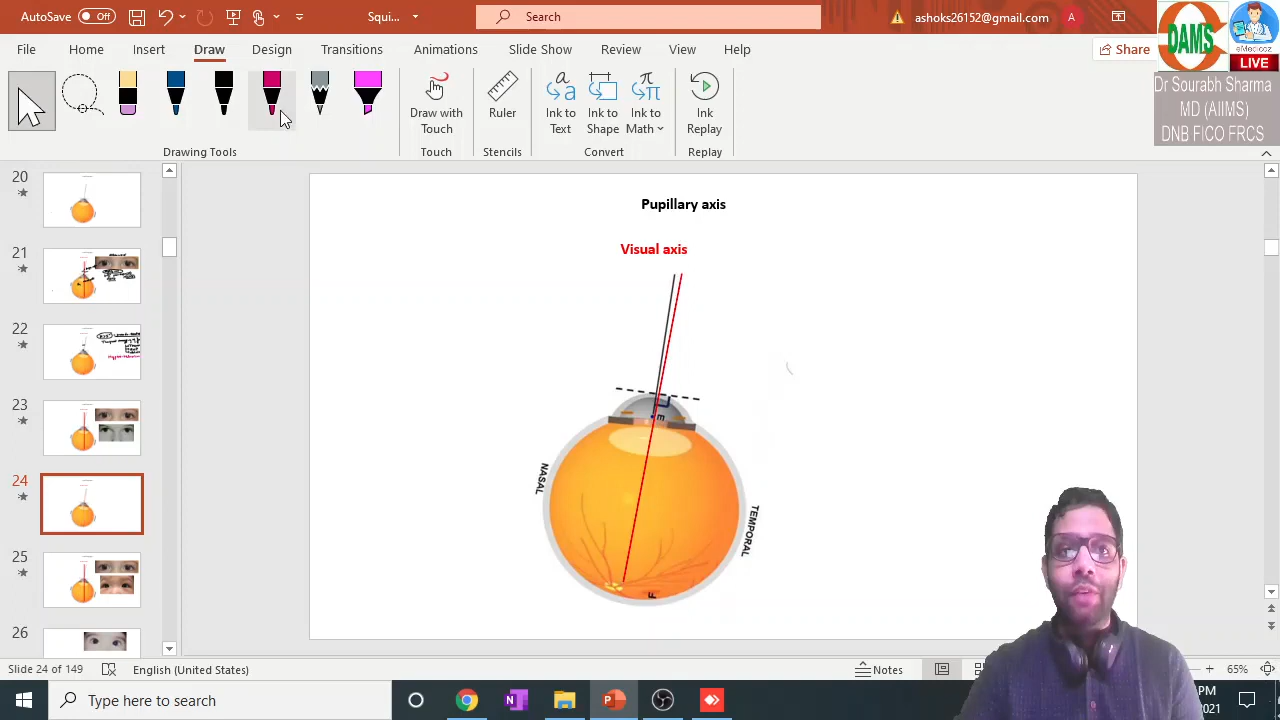 AutoSave Off Squi... Search ashoks26152@gmail.com A
File Home Insert Draw Design Transitions Animations Slide Show Review View Help Share
DAMS
eMedicoz
LIVE
Dr Sourabh Sharma
MD (AIIMS)
DNB FICO FRCS
Draw with Touch
Ruler
Ink to Text
Ink to Shape
Ink to Math
Ink Replay
Drawing Tools Touch Stencils Convert Replay
20
21
22
23
24
25
26
Pupillary axis
Visual axis
E
NASAL
TEMPORAL
F
Slide 24 of 149 English (United States) Notes 65%
Type here to search
PM
2021